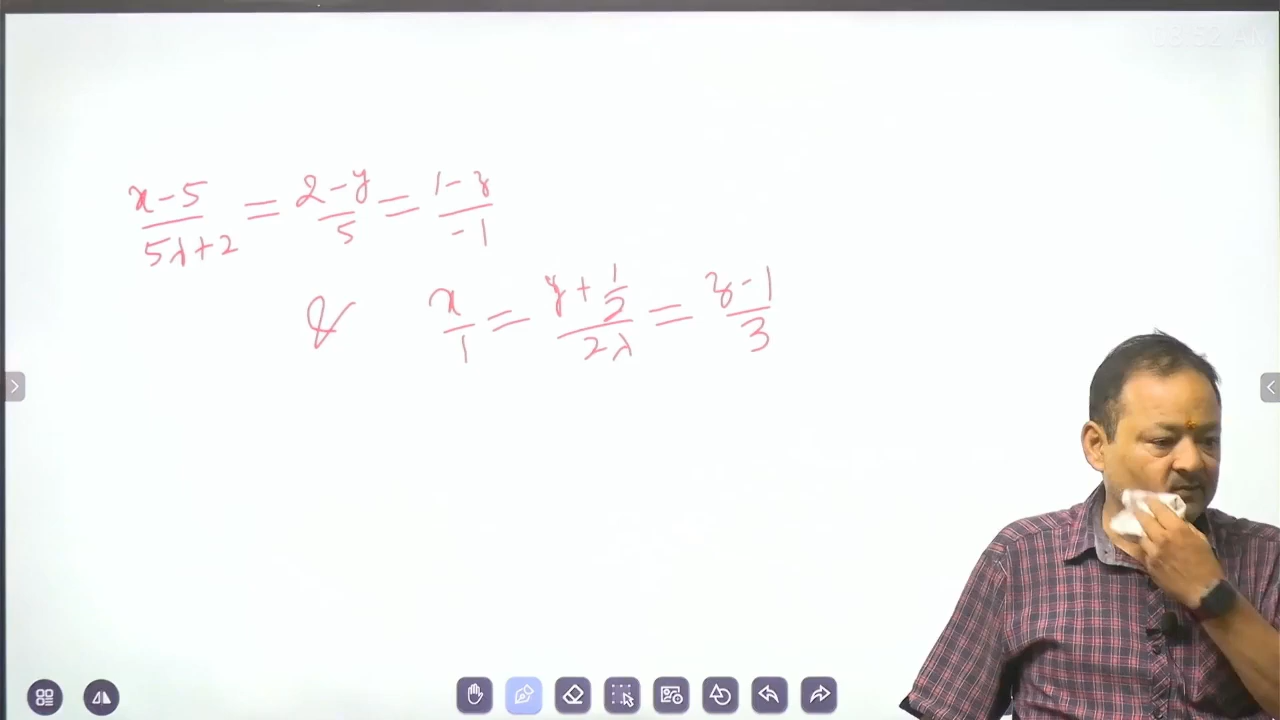 x-5/5λ+2 = 2-y/5 = 1-z/-1
& x/1 = y+1/2/2λ = z-1/3